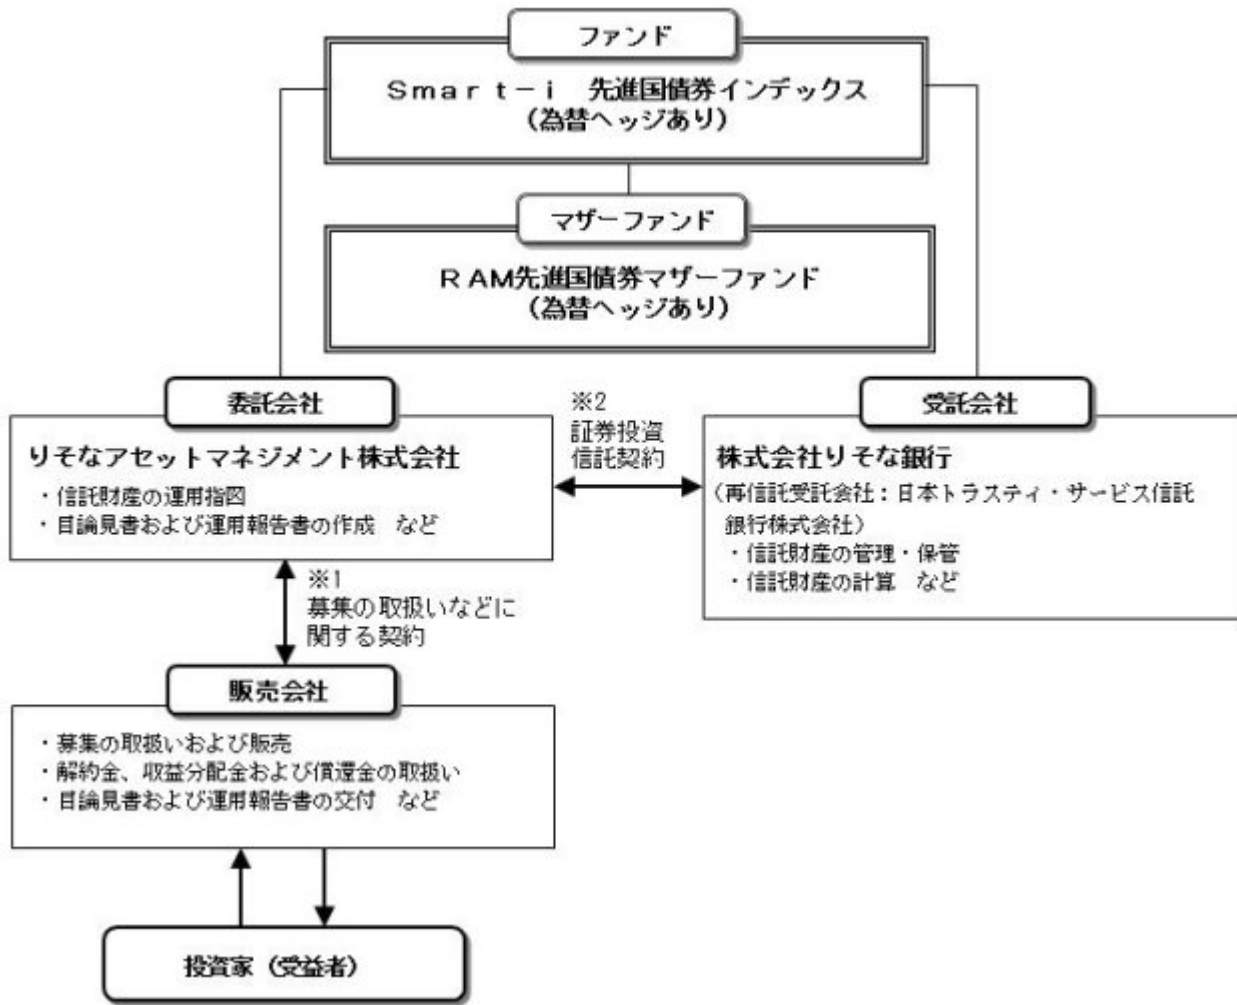 ファンド
Ｓｍａｒｔ－ｉ　先進国債券インデックス
（為替ヘッジあり）
マザーファンド
ＲＡＭ先進国債券マザーファンド
（為替ヘッジあり）
委託会社
りそなアセットマネジメント株式会社
・信託財産の運用指図
・目論見書および運用報告書の作成　など
※2
証券投資
信託契約
受託会社
株式会社りそな銀行
（再信託受託会社：日本トラスティ・サービス信託
銀行株式会社）
・信託財産の管理・保管
・信託財産の計算　など
※1
募集の取扱いなどに
関する契約
販売会社
・募集の取扱いおよび販売
・解約金、収益分配金および償還金の取扱い
・目論見書および運用報告書の交付　など
投資家（受益者）